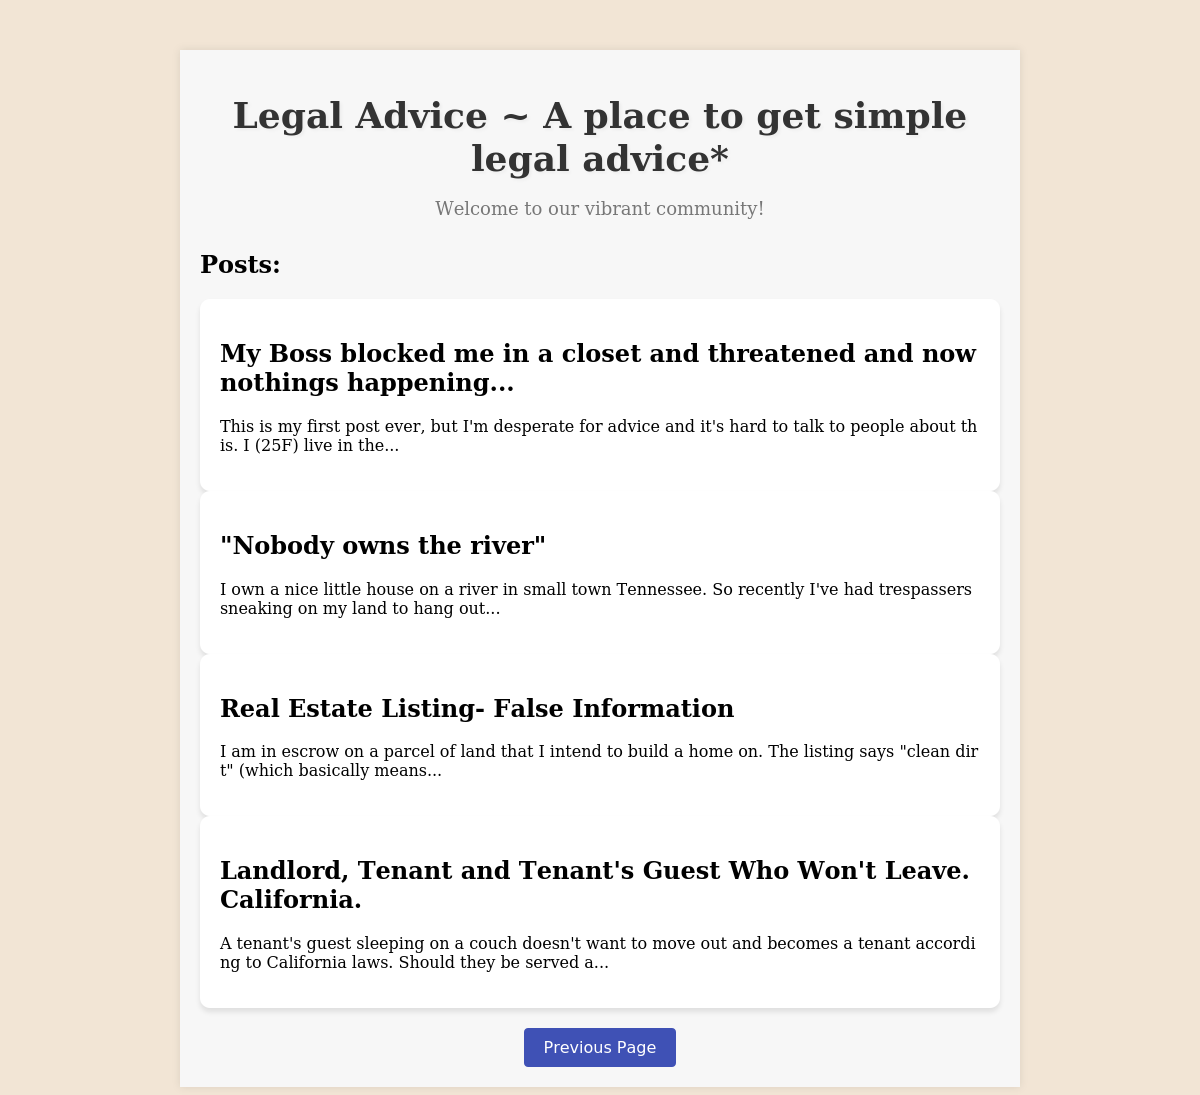 Legal Advice ~ A place to get simple
legal advice*
Welcome to our vibrant community!
Posts:
My Boss blocked me in a closet and threatened and now
nothings happening...
This is my first post ever, but I'm desperate for advice and it's hard to talk to people about th
is. I (25F) live in the...
"Nobody owns the river"
I own a nice little house on a river in small town Tennessee. So recently I've had trespassers
sneaking on my land to hang out...
Real Estate Listing- False Information
I am in escrow on a parcel of land that I intend to build a home on. The listing says "clean dir
t" (which basically means...
Landlord, Tenant and Tenant's Guest Who Won't Leave.
California.
A tenant's guest sleeping on a couch doesn't want to move out and becomes a tenant accordi
ng to California laws. Should they be served a...
Previous Page